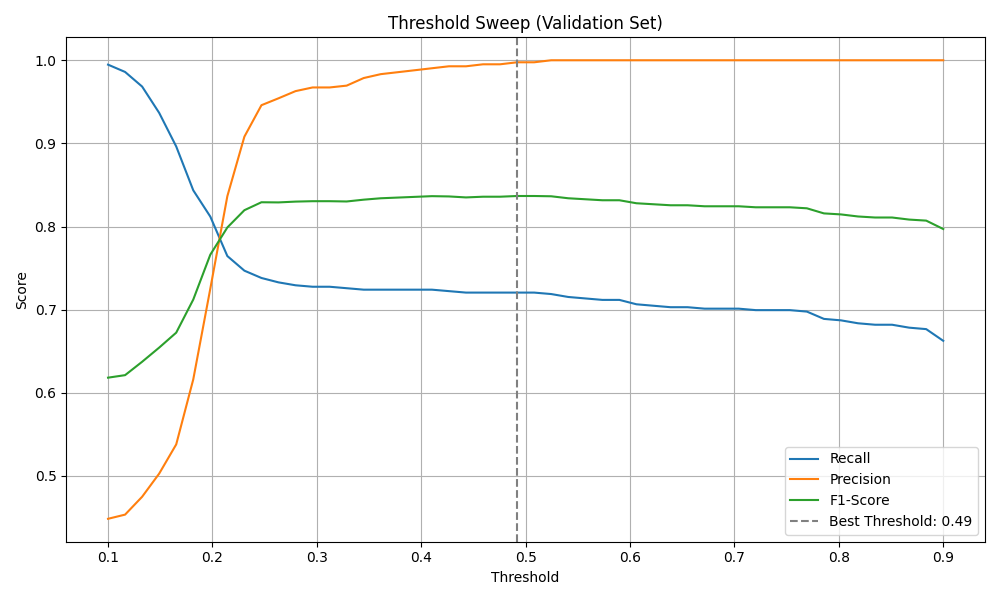 Threshold Sweep (Validation Set)
Score
1.0
0.9
0.8
0.7
0.6
0.5
0.1 0.2 0.3 0.4 0.5 0.6 0.7 0.8 0.9
Threshold
Recall
Precision
F1-Score
Best Threshold: 0.49